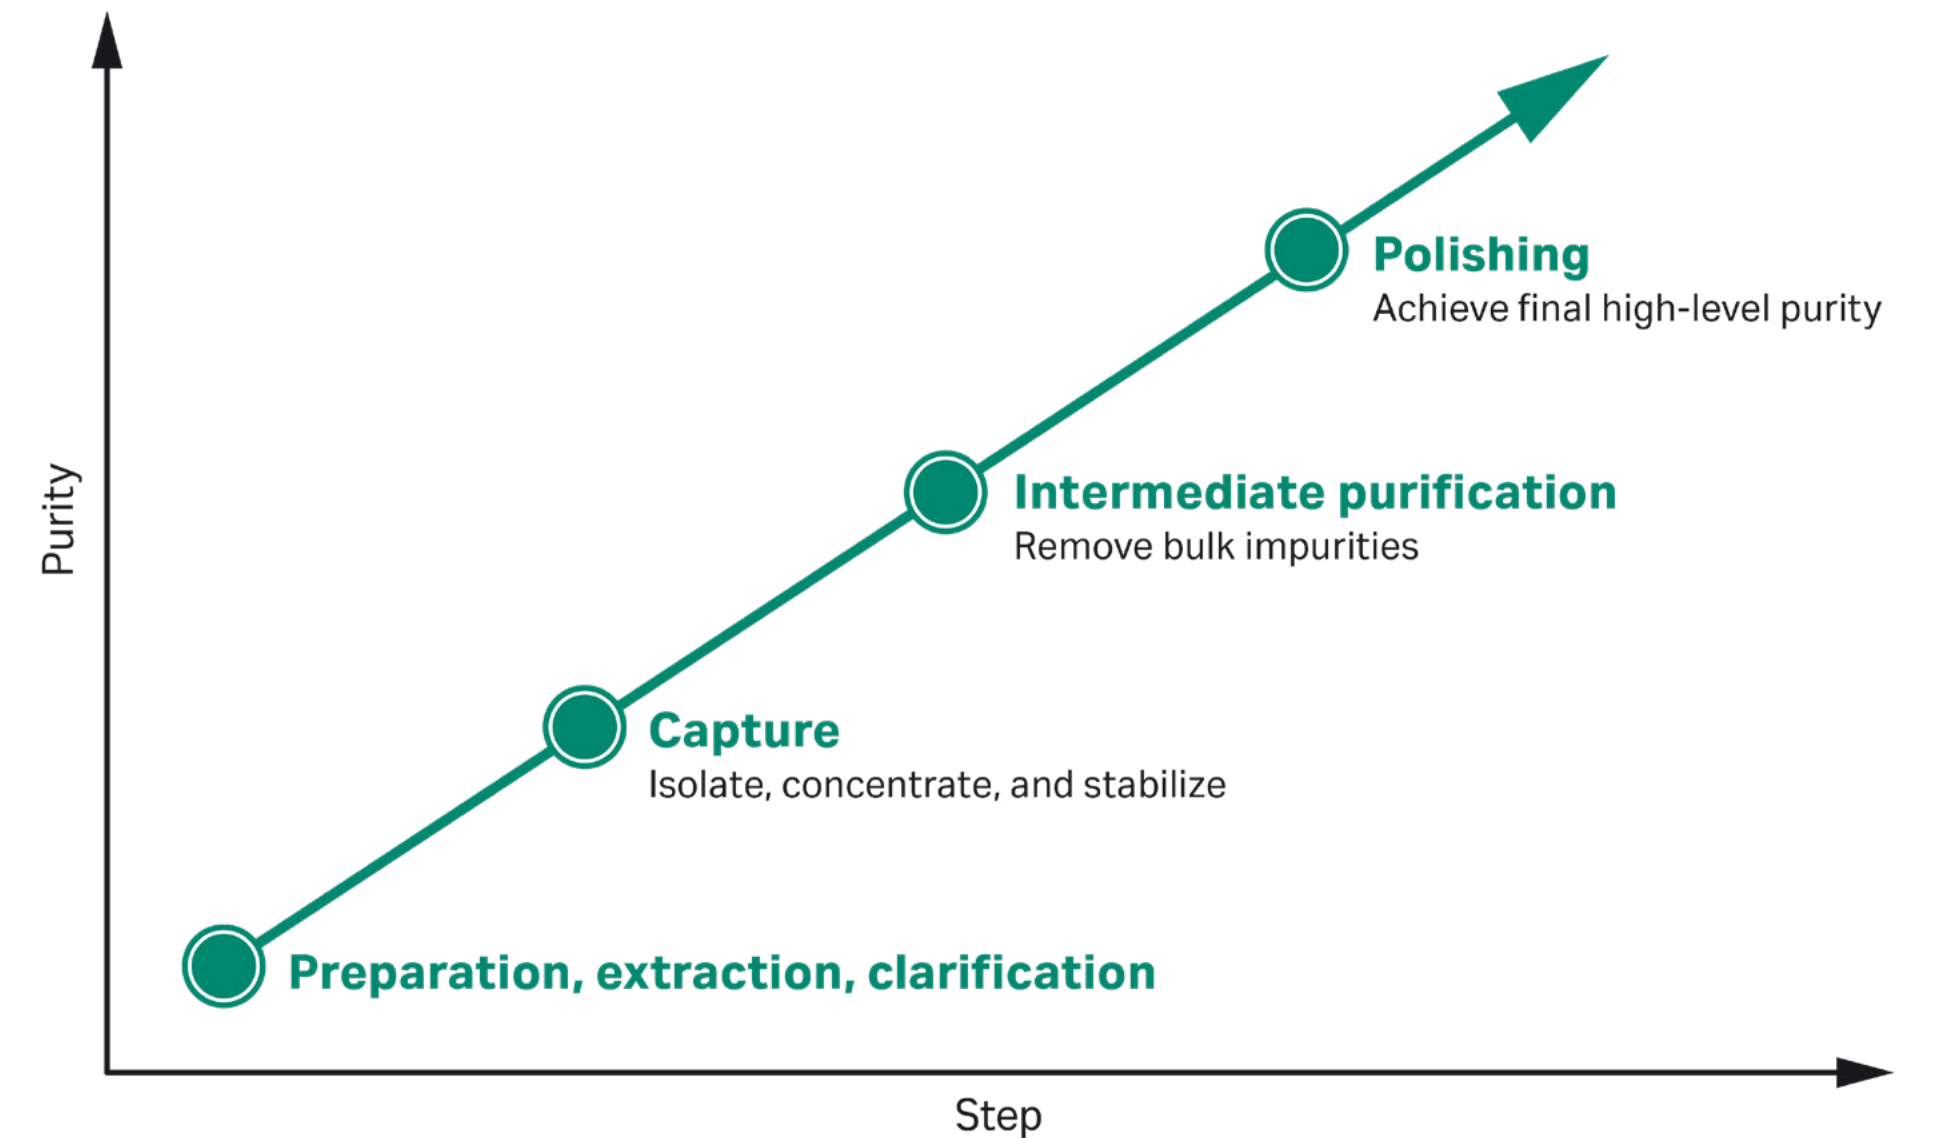 Polishing
Achieve final high-level purity
Intermediate purification
Remove bulk impurities
Purity
Capture
Isolate, concentrate, and stabilize
Preparation, extraction, clarification
Step